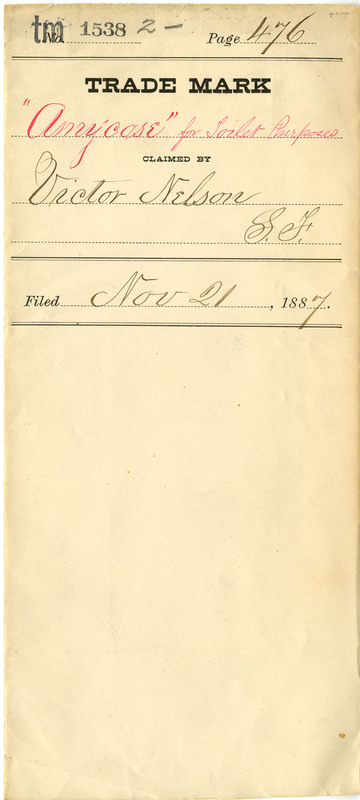 tm No. 1538 2 — Page 476
TRADE MARK
"Amycose" for Toilet Purposes
CLAIMED BY
Victor Nelson
S. F.
Filed Nov 21, 1887.